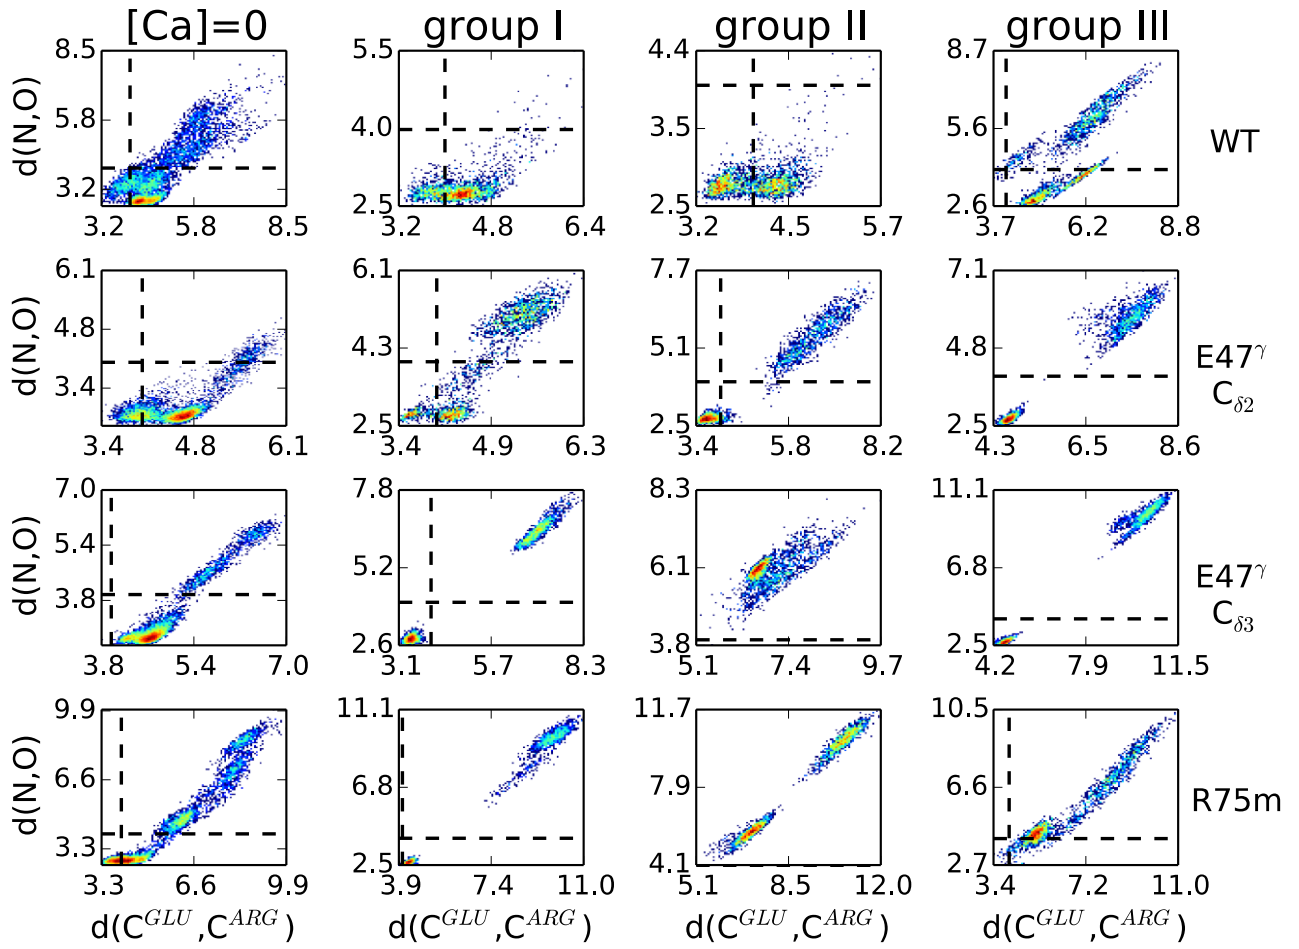 [Ca]=0 group I group II group III
8.5 5.5 4.4 8.7
d(N,O) 5.8 4.0 3.5 5.6 WT
3.2 2.5 2.5 2.6
3.2 5.8 8.5 3.2 4.8 6.4 3.2 4.5 5.7 3.7 6.2 8.8
6.1 6.1 7.7 7.1
d(N,O) 4.8 4.3 5.1 4.8 E47^γ
3.4 2.5 2.5 2.5 C_δ2
3.4 4.8 6.1 3.4 4.9 6.3 3.4 5.8 8.2 4.3 6.5 8.6
7.0 7.8 8.3 11.1
d(N,O) 5.4 5.2 6.1 6.8 E47^γ
3.8 2.6 3.8 2.5 C_δ3
3.8 5.4 7.0 3.1 5.7 8.3 5.1 7.4 9.7 4.2 7.9 11.5
9.9 11.1 11.7 10.5
d(N,O) 6.6 6.8 7.9 6.6 R75m
3.3 2.5 4.1 2.7
3.3 6.6 9.9 3.9 7.4 11.0 5.1 8.5 12.0 3.4 7.2 11.0
d(C^GLU,C^ARG) d(C^GLU,C^ARG) d(C^GLU,C^ARG) d(C^GLU,C^ARG)